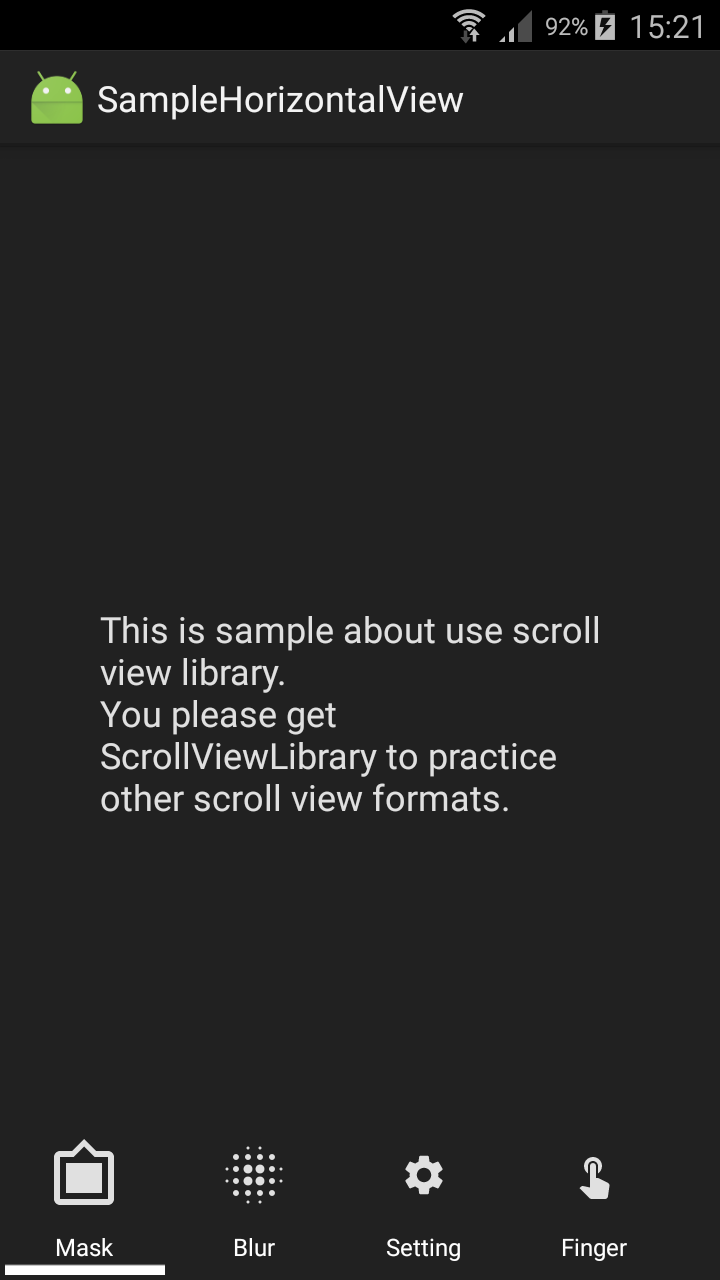 92% 15:21
SampleHorizontalView
This is sample about use scroll
view library.
You please get
ScrollViewLibrary to practice
other scroll view formats.
Mask Blur Setting Finger